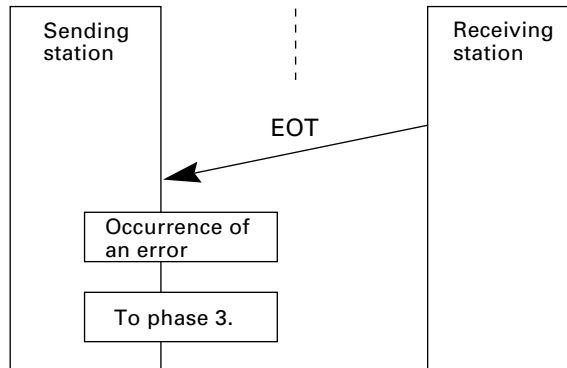 Sending
station
Receiving
station
EOT
Occurrence of
an error
To phase 3.